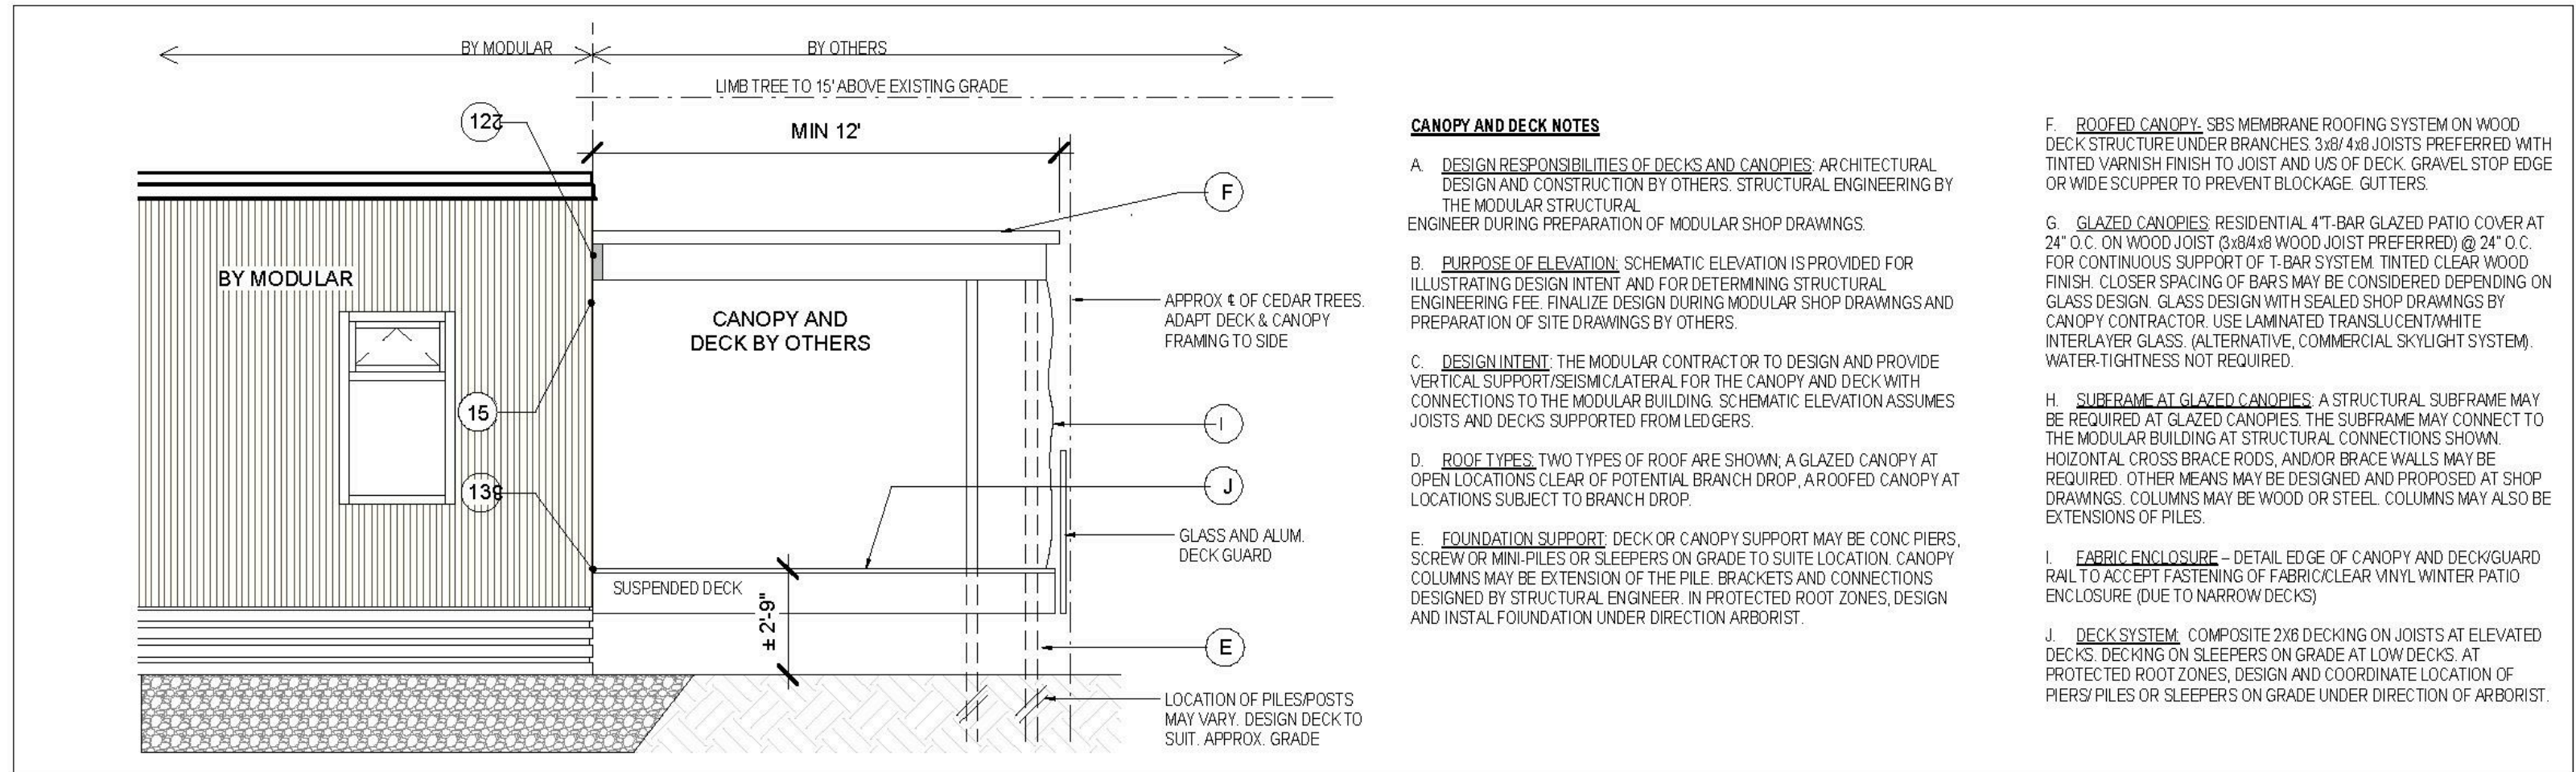 BY MODULAR
BY OTHERS
LIMB TREE TO 15' ABOVE EXISTING GRADE
122
MIN 12'
F
BY MODULAR
CANOPY AND
DECK BY OTHERS
APPROX ℄ OF CEDAR TREES.
ADAPT DECK & CANOPY
FRAMING TO SIDE
15
I
139
J
GLASS AND ALUM.
DECK GUARD
SUSPENDED DECK
± 2'-9"
E
LOCATION OF PILES/POSTS
MAY VARY. DESIGN DECK TO
SUIT. APPROX. GRADE
CANOPY AND DECK NOTES
A. DESIGN RESPONSIBILITIES OF DECKS AND CANOPIES: ARCHITECTURAL
DESIGN AND CONSTRUCTION BY OTHERS. STRUCTURAL ENGINEERING BY
THE MODULAR STRUCTURAL
ENGINEER DURING PREPARATION OF MODULAR SHOP DRAWINGS.
B. PURPOSE OF ELEVATION: SCHEMATIC ELEVATION IS PROVIDED FOR
ILLUSTRATING DESIGN INTENT AND FOR DETERMINING STRUCTURAL
ENGINEERING FEE. FINALIZE DESIGN DURING MODULAR SHOP DRAWINGS AND
PREPARATION OF SITE DRAWINGS BY OTHERS.
C. DESIGN INTENT: THE MODULAR CONTRACTOR TO DESIGN AND PROVIDE
VERTICAL SUPPORT/SEISMIC/LATERAL FOR THE CANOPY AND DECK WITH
CONNECTIONS TO THE MODULAR BUILDING. SCHEMATIC ELEVATION ASSUMES
JOISTS AND DECKS SUPPORTED FROM LEDGERS.
D. ROOF TYPES: TWO TYPES OF ROOF ARE SHOWN; A GLAZED CANOPY AT
OPEN LOCATIONS CLEAR OF POTENTIAL BRANCH DROP, A ROOFED CANOPY AT
LOCATIONS SUBJECT TO BRANCH DROP.
E. FOUNDATION SUPPORT: DECK OR CANOPY SUPPORT MAY BE CONC PIERS,
SCREW OR MINI-PILES OR SLEEPERS ON GRADE TO SUITE LOCATION. CANOPY
COLUMNS MAY BE EXTENSION OF THE PILE. BRACKETS AND CONNECTIONS
DESIGNED BY STRUCTURAL ENGINEER. IN PROTECTED ROOT ZONES, DESIGN
AND INSTAL FOIUNDATION UNDER DIRECTION ARBORIST.
F. ROOFED CANOPY- SBS MEMBRANE ROOFING SYSTEM ON WOOD
DECK STRUCTURE UNDER BRANCHES. 3x8/ 4x8 JOISTS PREFERRED WITH
TINTED VARNISH FINISH TO JOIST AND U/S OF DECK. GRAVEL STOP EDGE
OR WIDE SCUPPER TO PREVENT BLOCKAGE. GUTTERS.
G. GLAZED CANOPIES: RESIDENTIAL 4"T-BAR GLAZED PATIO COVER AT
24" O.C. ON WOOD JOIST (3x8/4x8 WOOD JOIST PREFERRED) @ 24" O.C.
FOR CONTINUOUS SUPPORT OF T-BAR SYSTEM. TINTED CLEAR WOOD
FINISH. CLOSER SPACING OF BARS MAY BE CONSIDERED DEPENDING ON
GLASS DESIGN. GLASS DESIGN WITH SEALED SHOP DRAWINGS BY
CANOPY CONTRACTOR. USE LAMINATED TRANSLUCENT/WHITE
INTERLAYER GLASS. (ALTERNATIVE, COMMERCIAL SKYLIGHT SYSTEM).
WATER-TIGHTNESS NOT REQUIRED.
H. SUBFRAME AT GLAZED CANOPIES: A STRUCTURAL SUBFRAME MAY
BE REQUIRED AT GLAZED CANOPIES. THE SUBFRAME MAY CONNECT TO
THE MODULAR BUILDING AT STRUCTURAL CONNECTIONS SHOWN.
HOIZONTAL CROSS BRACE RODS, AND/OR BRACE WALLS MAY BE
REQUIRED. OTHER MEANS MAY BE DESIGNED AND PROPOSED AT SHOP
DRAWINGS. COLUMNS MAY BE WOOD OR STEEL. COLUMNS MAY ALSO BE
EXTENSIONS OF PILES.
I. FABRIC ENCLOSURE – DETAIL EDGE OF CANOPY AND DECK/GUARD
RAIL TO ACCEPT FASTENING OF FABRIC/CLEAR VINYL WINTER PATIO
ENCLOSURE (DUE TO NARROW DECKS)
J. DECK SYSTEM: COMPOSITE 2X6 DECKING ON JOISTS AT ELEVATED
DECKS. DECKING ON SLEEPERS ON GRADE AT LOW DECKS. AT
PROTECTED ROOT ZONES, DESIGN AND COORDINATE LOCATION OF
PIERS/ PILES OR SLEEPERS ON GRADE UNDER DIRECTION OF ARBORIST.